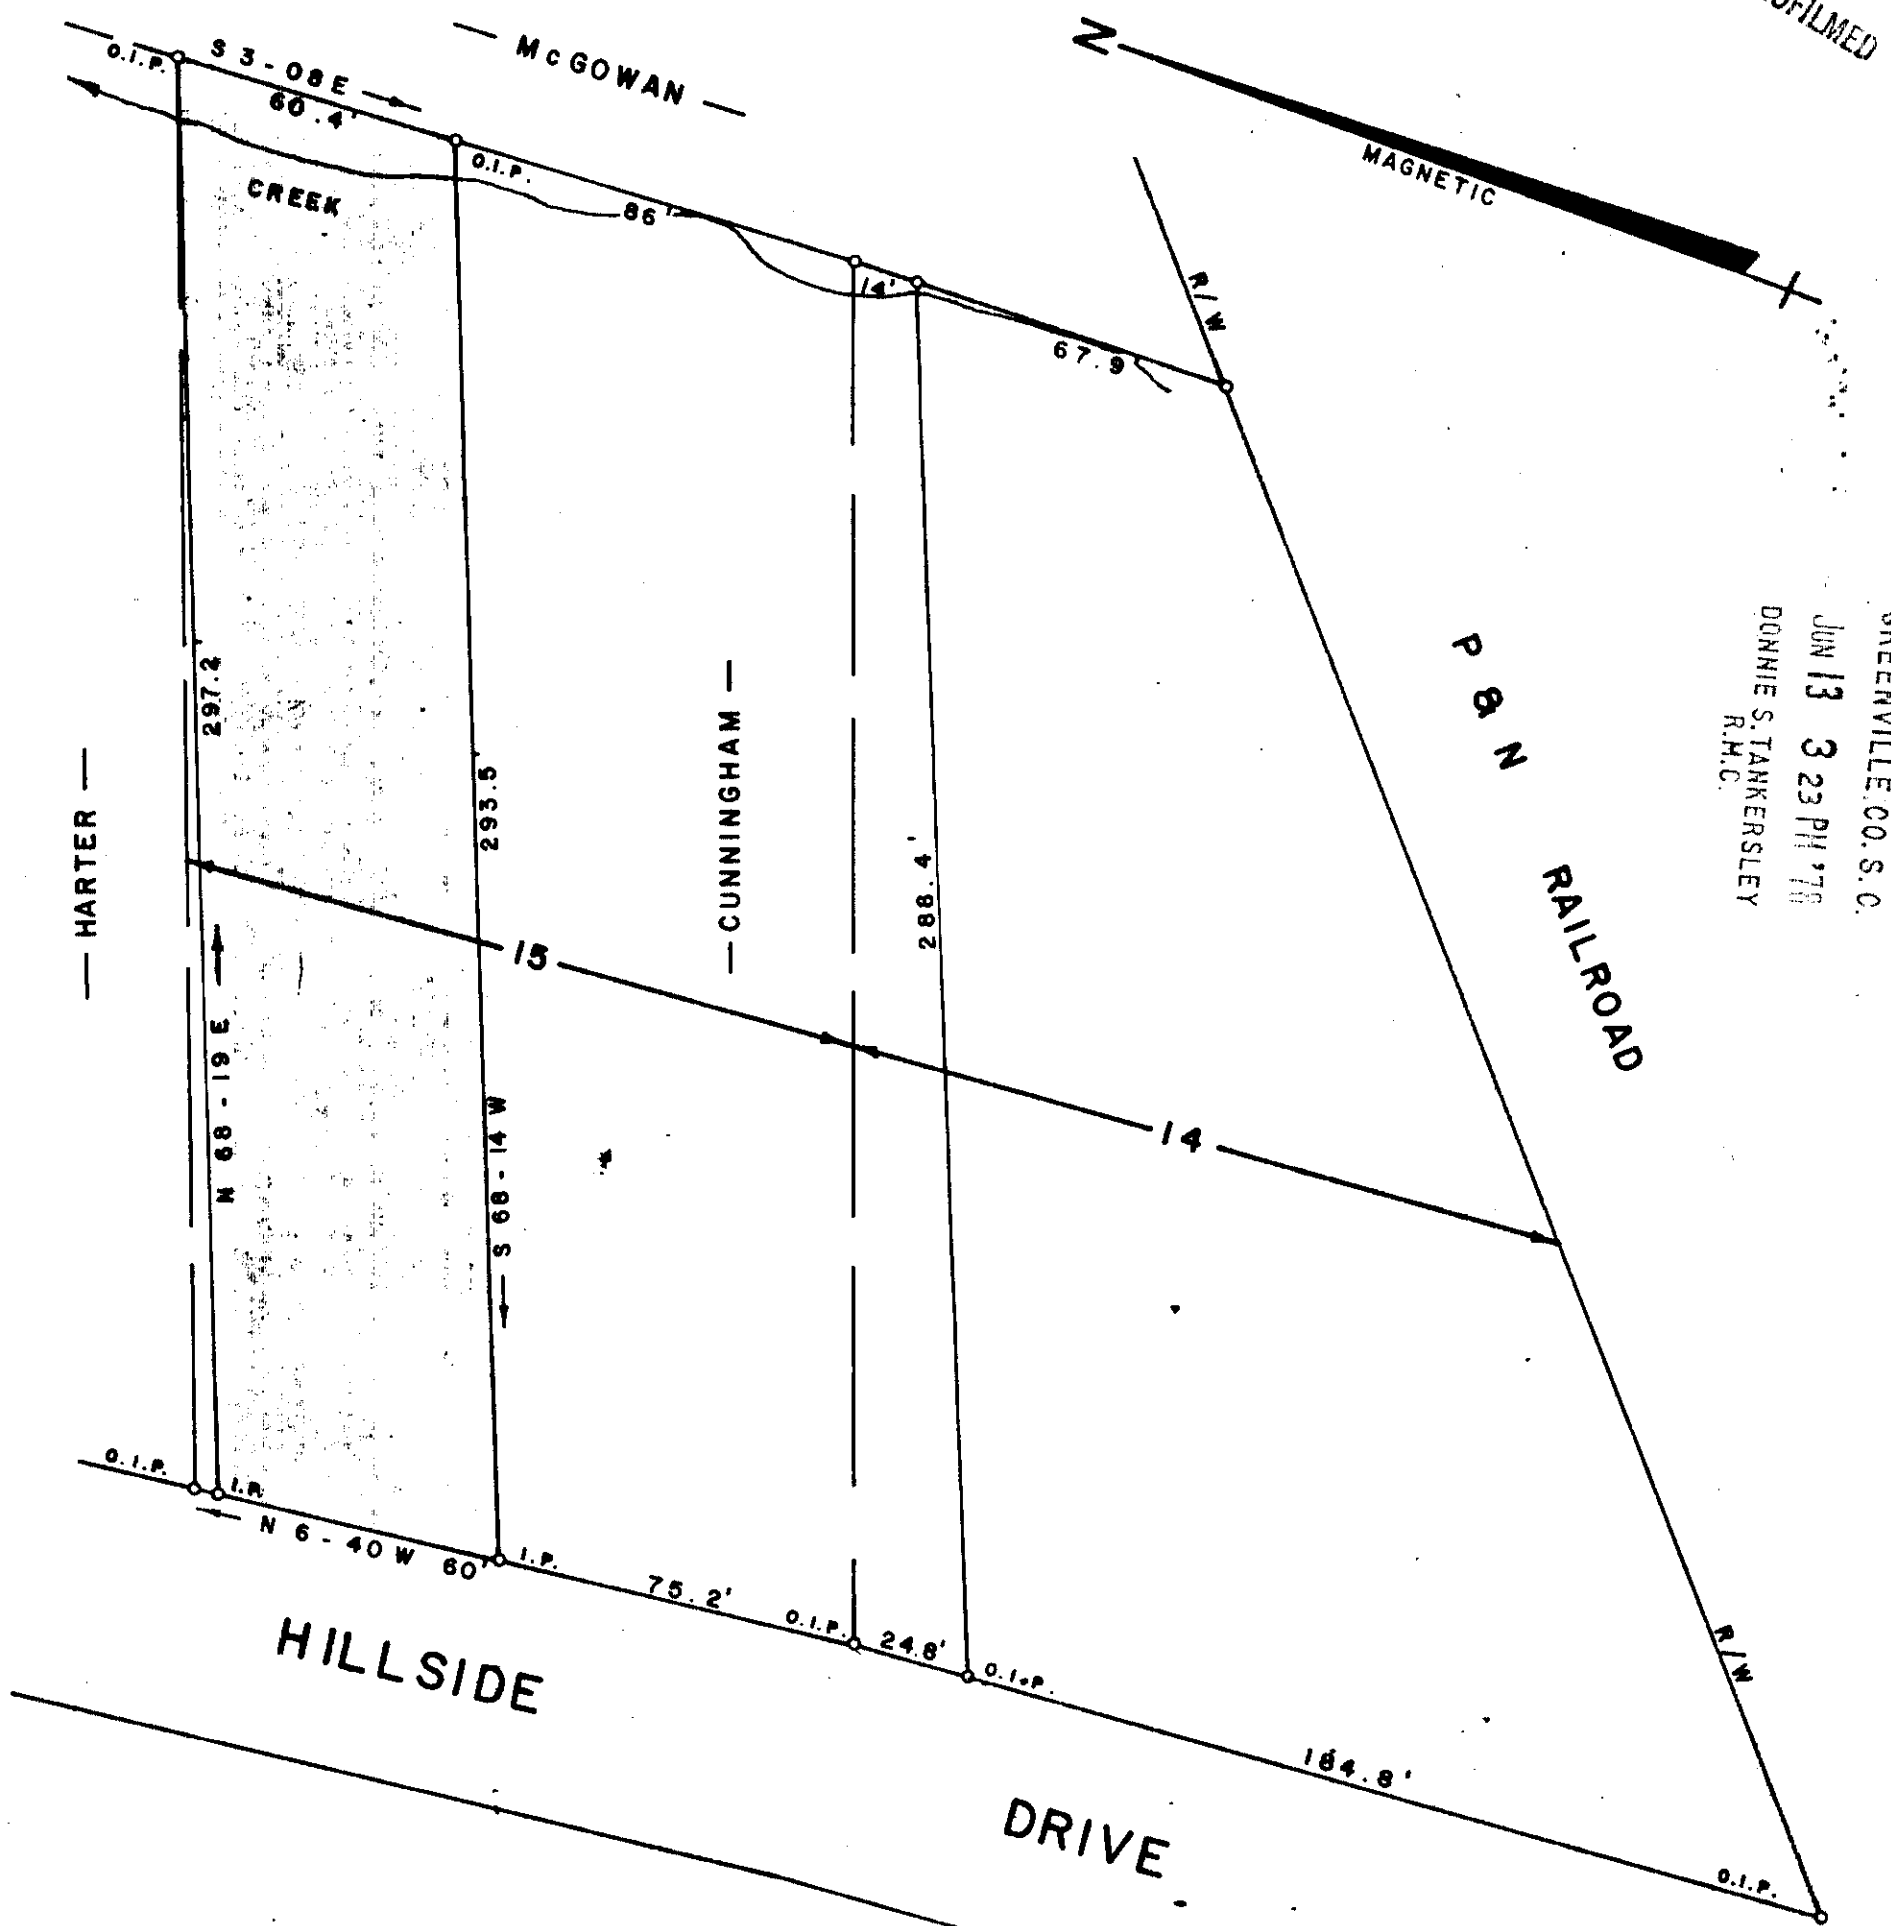 O.I.P.
S 3-08 E
60.4'
— McGOWAN —
N
MAGNETIC
O.I.P.
CREEK
86'
14'
67.9'
R/W
GREENVILLE.CO.S.C.
JUN 13 3 23 PM '78
DONNIE S. TANKERSLEY
R.M.C.
P & N RAILROAD
297.2'
293.5'
— HARTER —
— CUNNINGHAM —
288.4'
15
14
N 68-19 E
S 68-14 W
O.I.P.
I.P.
N 6-40 W 60'
I.P.
75.2'
O.I.P.
24.8'
O.I.P.
184.8'
O.I.P.
R/W
HILLSIDE DRIVE